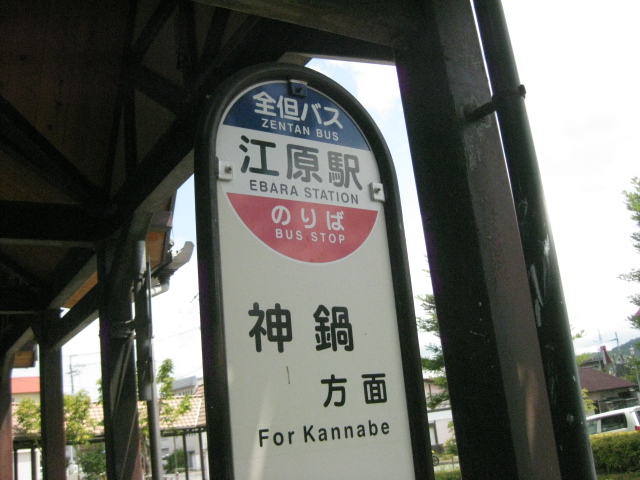 全但バス
ZENTAN BUS
江原駅
EBARA STATION
のりば
BUS STOP
神鍋
方面
For Kannabe